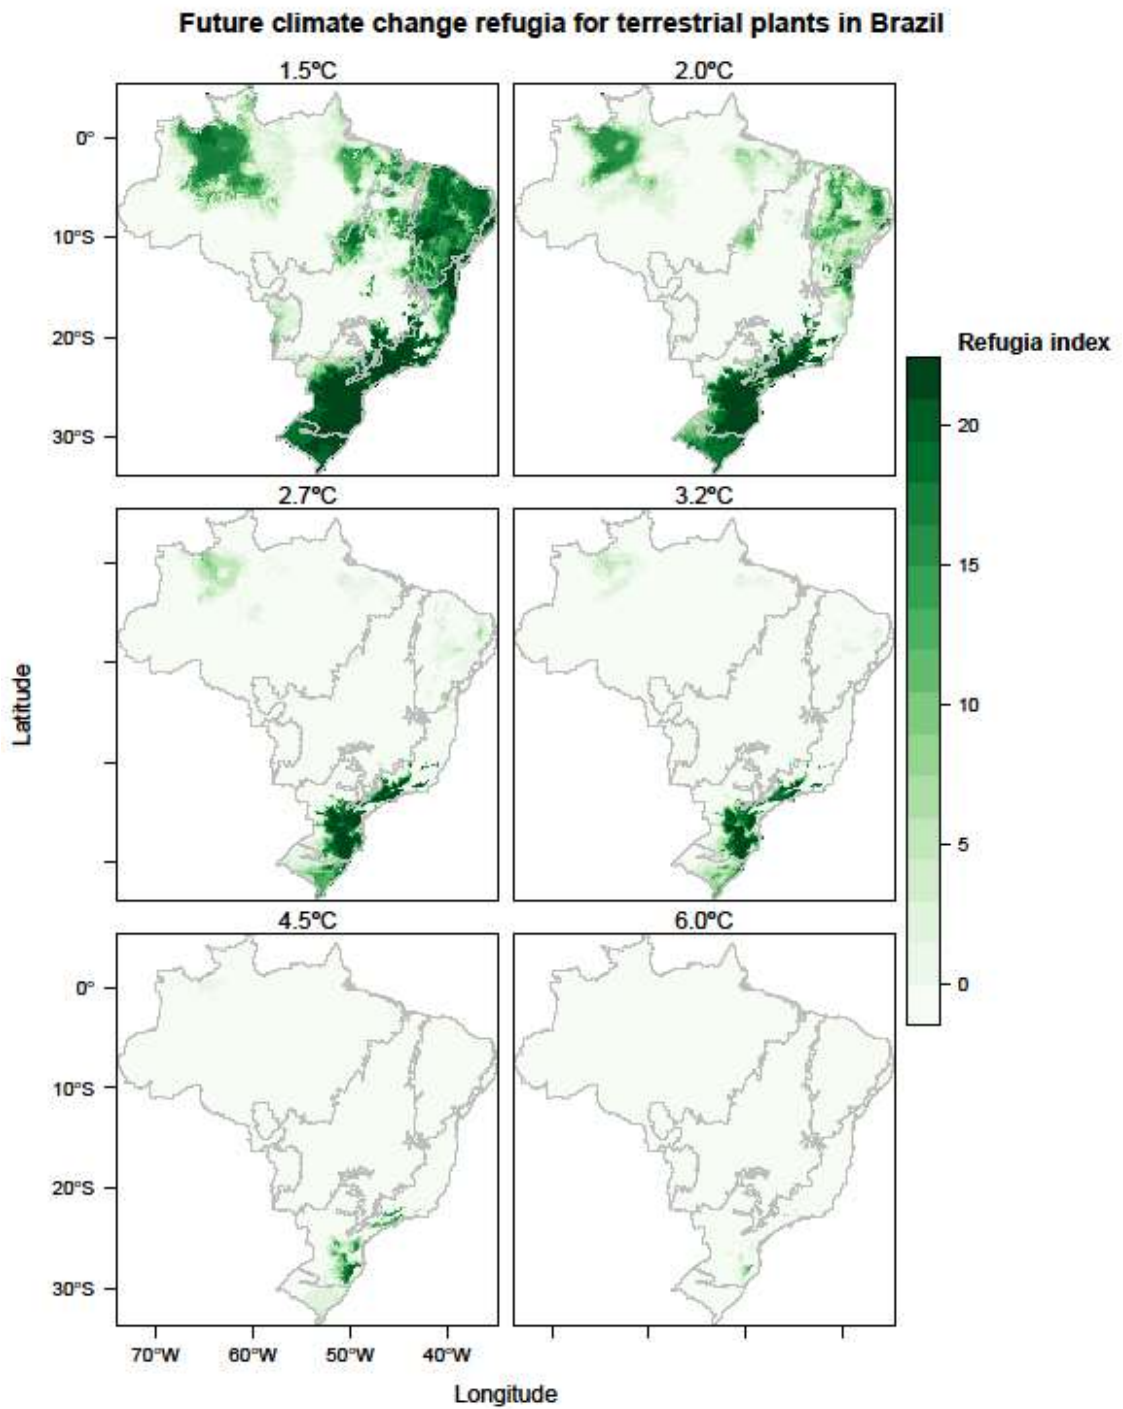 Future climate change refugia for terrestrial plants in Brazil
1.5ºC
2.0ºC
0°
10°S
20°S
30°S
Refugia index
20
15
10
5
0
2.7ºC
3.2ºC
Latitude
4.5ºC
6.0ºC
0°
10°S
20°S
30°S
70°W
60°W
50°W
40°W
Longitude